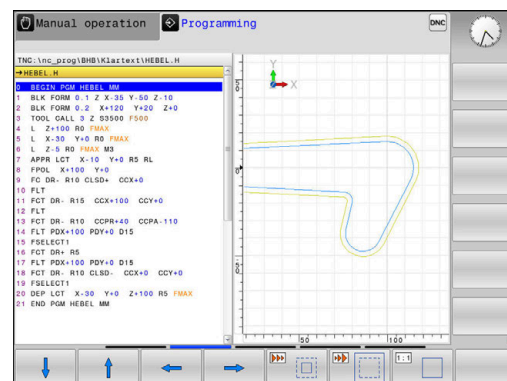 Manual operation
Programming
DNC
TNC:\nc_prog\BHB\Klartext\HEBEL.H
→HEBEL.H
0 BEGIN PGM HEBEL MM
1 BLK FORM 0.1 Z X-35 Y-50 Z-10
2 BLK FORM 0.2 X+120 Y+20 Z+0
3 TOOL CALL 3 Z S3500 F500
4 L Z+100 R0 FMAX
5 L X-30 Y+0 R0 FMAX
6 L Z-5 R0 FMAX M3
7 APPR LCT X-10 Y+0 R5 RL
8 FPOL X+100 Y+0
9 FC DR- R10 CLSD+ CCX+0
10 FLT
11 FCT DR- R15 CCX+100 CCY+0
12 FLT
13 FCT DR- R10 CCPR+40 CCPA-110
14 FLT PDX+100 PDY+0 D15
15 FSELECT1
16 FCT DR+ R5
17 FLT PDX+100 PDY+0 D15
18 FCT DR- R10 CLSD- CCX+0 CCY+0
19 FSELECT1
20 DEP LCT X-30 Y+0 Z+100 R5 FMAX
21 END PGM HEBEL MM
Y
X
50
0
-50
50
100
1:1